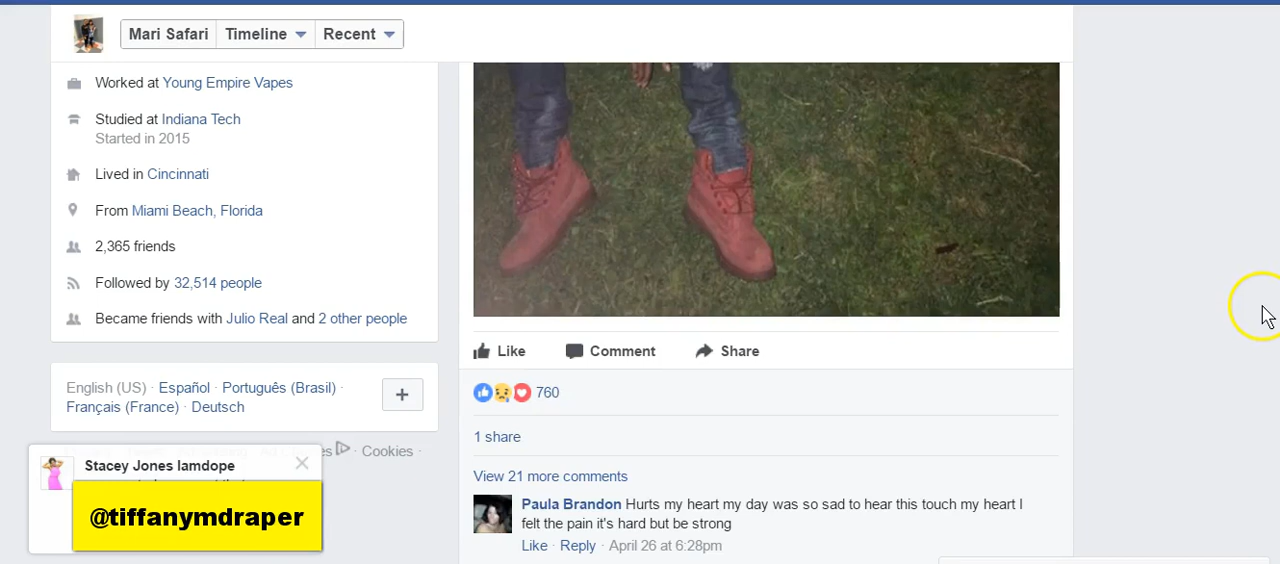 Mari Safari Timeline Recent
Worked at Young Empire Vapes
Studied at Indiana Tech
Started in 2015
Lived in Cincinnati
From Miami Beach, Florida
2,365 friends
Followed by 32,514 people
Became friends with Julio Real and 2 other people
English (US) · Español · Português (Brasil) ·
Français (France) · Deutsch
+
Cookies ·
Stacey Jones Iamdope
@tiffanymdraper
Like Comment Share
760
1 share
View 21 more comments
Paula Brandon Hurts my heart my day was so sad to hear this touch my heart I
felt the pain it's hard but be strong
Like · Reply · April 26 at 6:28pm